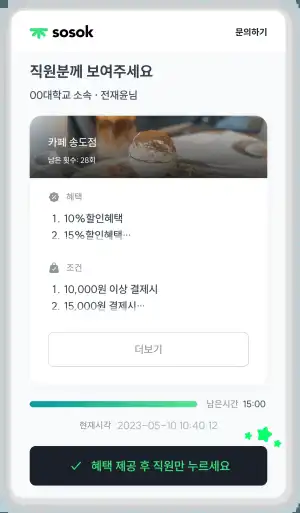 sosok
문의하기
직원분께 보여주세요
00대학교 소속 · 전재윤님
카페 송도점
남은 횟수: 28회
혜택
1. 10%할인혜택
2. 15%할인혜택…
조건
1. 10,000원 이상 결제시
2. 15,000원 결제시…
더보기
남은시간 15:00
현재시각 2023-05-10 10:40:12
혜택 제공 후 직원만 누르세요